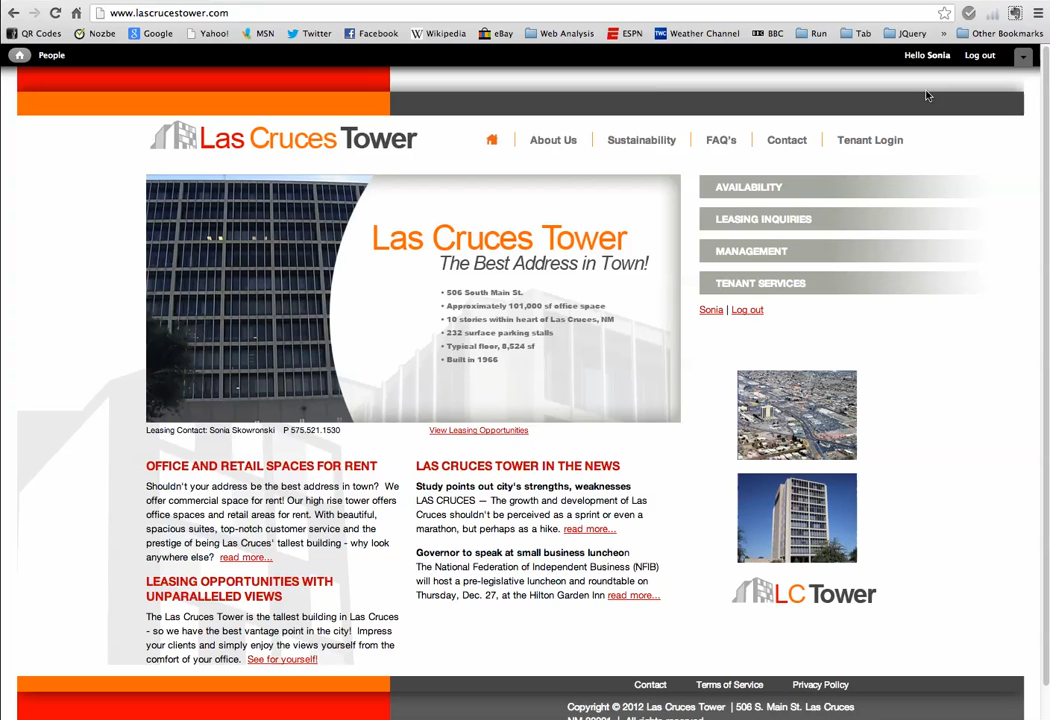 www.lascrucestower.com
QR Codes Nozbe Google Yahoo! MSN Twitter Facebook Wikipedia eBay Web Analysis ESPN Weather Channel BBC Run Tab JQuery » Other Bookmarks
People Hello Sonia Log out
Las Cruces Tower
About Us Sustainability FAQ's Contact Tenant Login
Las Cruces Tower
The Best Address in Town!
• 506 South Main St.
• Approximately 101,000 sf office space
• 10 stories within heart of Las Cruces, NM
• 232 surface parking stalls
• Typical floor, 8,524 sf
• Built in 1966
AVAILABILITY
LEASING INQUIRIES
MANAGEMENT
TENANT SERVICES
Sonia | Log out
Leasing Contact: Sonia Skowronski P 575.521.1530
View Leasing Opportunities
OFFICE AND RETAIL SPACES FOR RENT
Shouldn't your address be the best address in town? We
offer commercial space for rent! Our high rise tower offers
office spaces and retail areas for rent. With beautiful,
spacious suites, top-notch customer service and the
prestige of being Las Cruces' tallest building - why look
anywhere else? read more...
LEASING OPPORTUNITIES WITH
UNPARALLELED VIEWS
The Las Cruces Tower is the tallest building in Las Cruces
- so we have the best vantage point in the city! Impress
your clients and simply enjoy the views yourself from the
comfort of your office. See for yourself!
LAS CRUCES TOWER IN THE NEWS
Study points out city's strengths, weaknesses
LAS CRUCES — The growth and development of Las
Cruces shouldn't be perceived as a sprint or even a
marathon, but perhaps as a hike. read more...
Governor to speak at small business luncheon
The National Federation of Independent Business (NFIB)
will host a pre-legislative luncheon and roundtable on
Thursday, Dec. 27, at the Hilton Garden Inn read more...
LC Tower
Contact Terms of Service Privacy Policy
Copyright © 2012 Las Cruces Tower | 506 S. Main St. Las Cruces